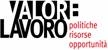 VALORE
LAVORO
politiche
risorse
opportunità